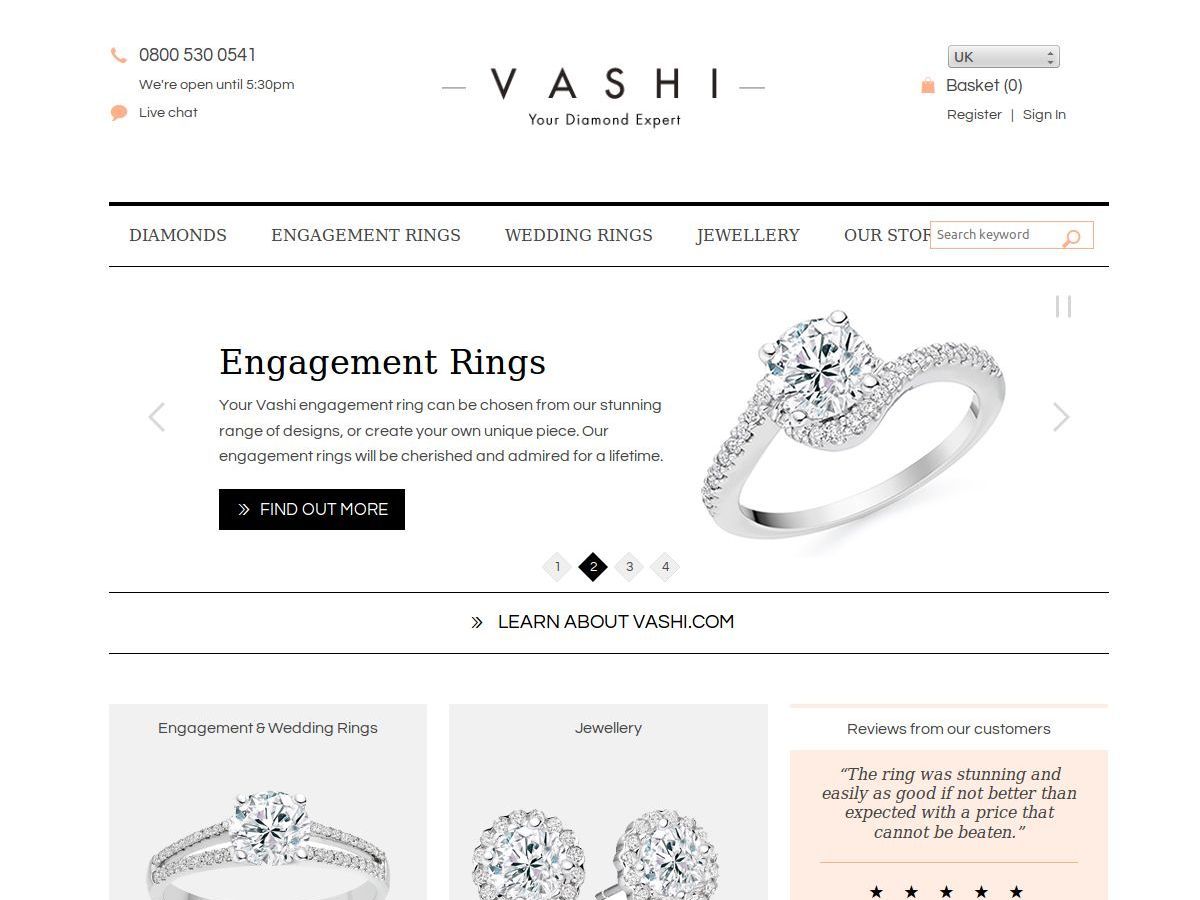 0800 530 0541
We're open until 5:30pm
Live chat
VASHI
Your Diamond Expert
UK
Basket (0)
Register | Sign In
DIAMONDS
ENGAGEMENT RINGS
WEDDING RINGS
JEWELLERY
OUR STOR
Search keyword
Engagement Rings
Your Vashi engagement ring can be chosen from our stunning
range of designs, or create your own unique piece. Our
engagement rings will be cherished and admired for a lifetime.
» FIND OUT MORE
1 2 3 4
» LEARN ABOUT VASHI.COM
Engagement & Wedding Rings
Jewellery
Reviews from our customers
“The ring was stunning and
easily as good if not better than
expected with a price that
cannot be beaten.”
★ ★ ★ ★ ★